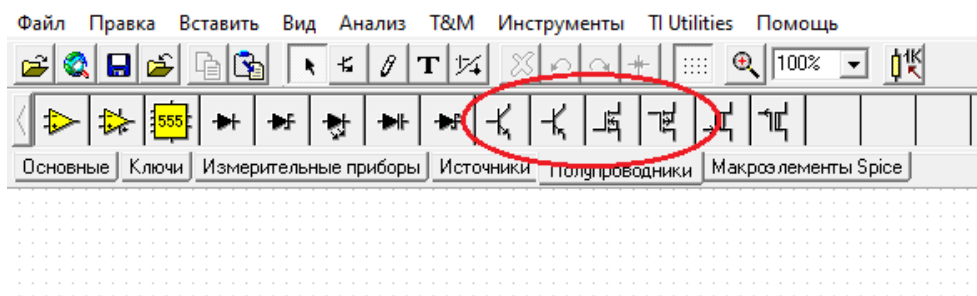 Файл Правка Вставить Вид Анализ T&M Инструменты TI Utilities Помощь
T 100% 1K
555
Основные Ключи Измерительные приборы Источники Полупроводники Макроэлементы Spice